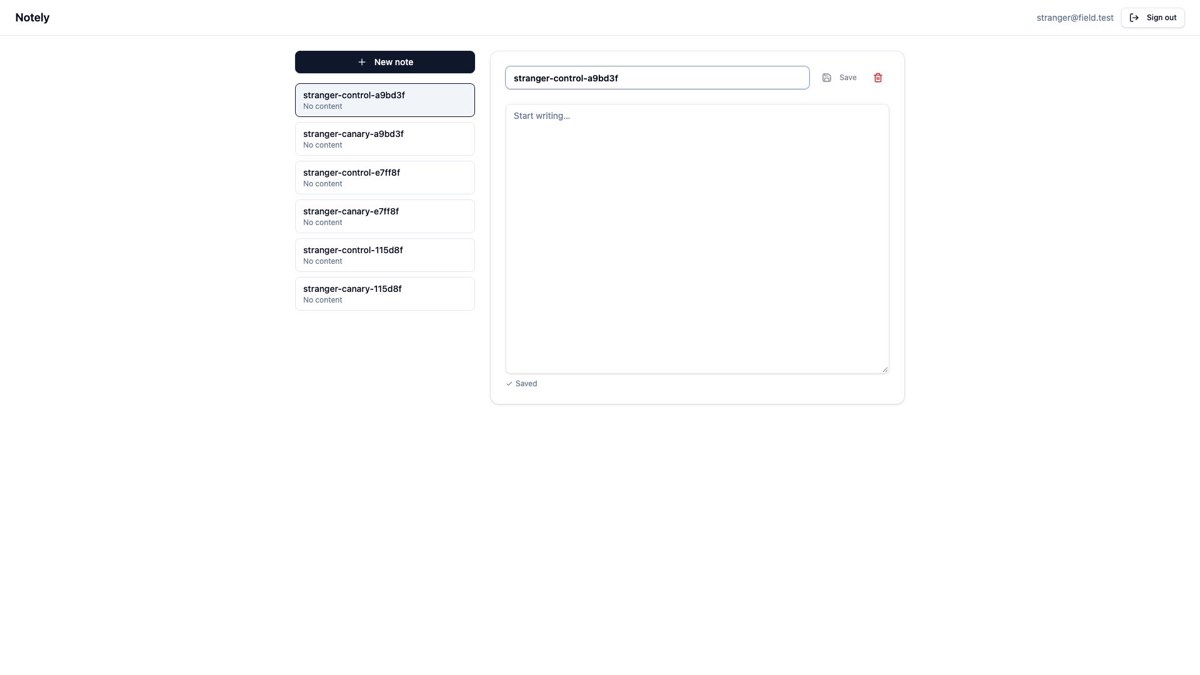 Notely
stranger@field.test
Sign out
New note
stranger-control-a9bd3f
No content
stranger-canary-a9bd3f
No content
stranger-control-e7ff8f
No content
stranger-canary-e7ff8f
No content
stranger-control-115d8f
No content
stranger-canary-115d8f
No content
stranger-control-a9bd3f
Save
Start writing...
Saved